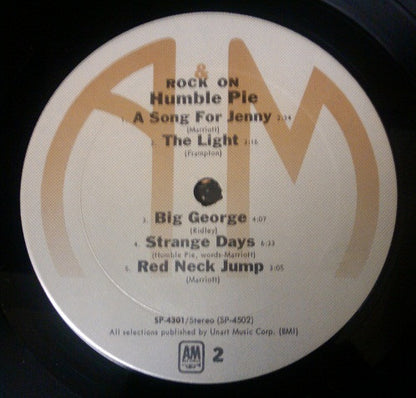 A&M
ROCK ON
Humble Pie
1. A Song For Jenny 2:34
(Marriott)
2. The Light 3:15
(Frampton)
3. Big George 4:07
(Ridley)
4. Strange Days 6:33
(Humble Pie, words-Marriott)
5. Red Neck Jump 3:05
(Marriott)
SP-4301/Stereo (SP-4502)
All selections published by Unart Music Corp. (BMI)
AM
2